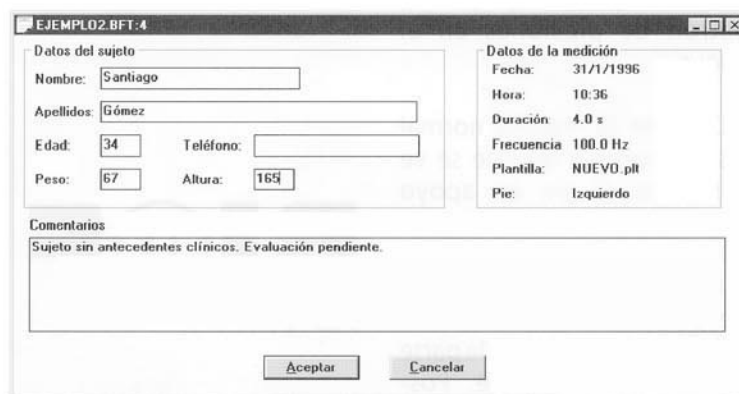 EJEMPLO2.BFT:4
Datos del sujeto
Nombre: Santiago
Apellidos: Gómez
Edad: 34 Teléfono:
Peso: 67 Altura: 165
Datos de la medición
Fecha: 31/1/1996
Hora: 10:36
Duración 4.0 s
Frecuencia 100.0 Hz
Plantilla: NUEVO.plt
Pie: Izquierdo
Comentarios
Sujeto sin antecedentes clínicos. Evaluación pendiente.
Aceptar Cancelar